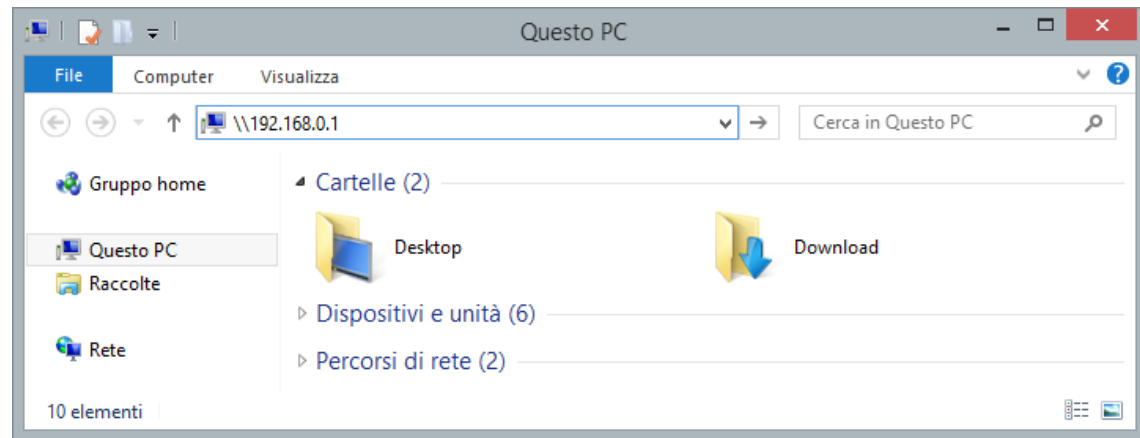 Questo PC
File Computer Visualizza
\\192.168.0.1 Cerca in Questo PC
Gruppo home
Questo PC
Raccolte
Rete
Cartelle (2)
Desktop Download
Dispositivi e unità (6)
Percorsi di rete (2)
10 elementi